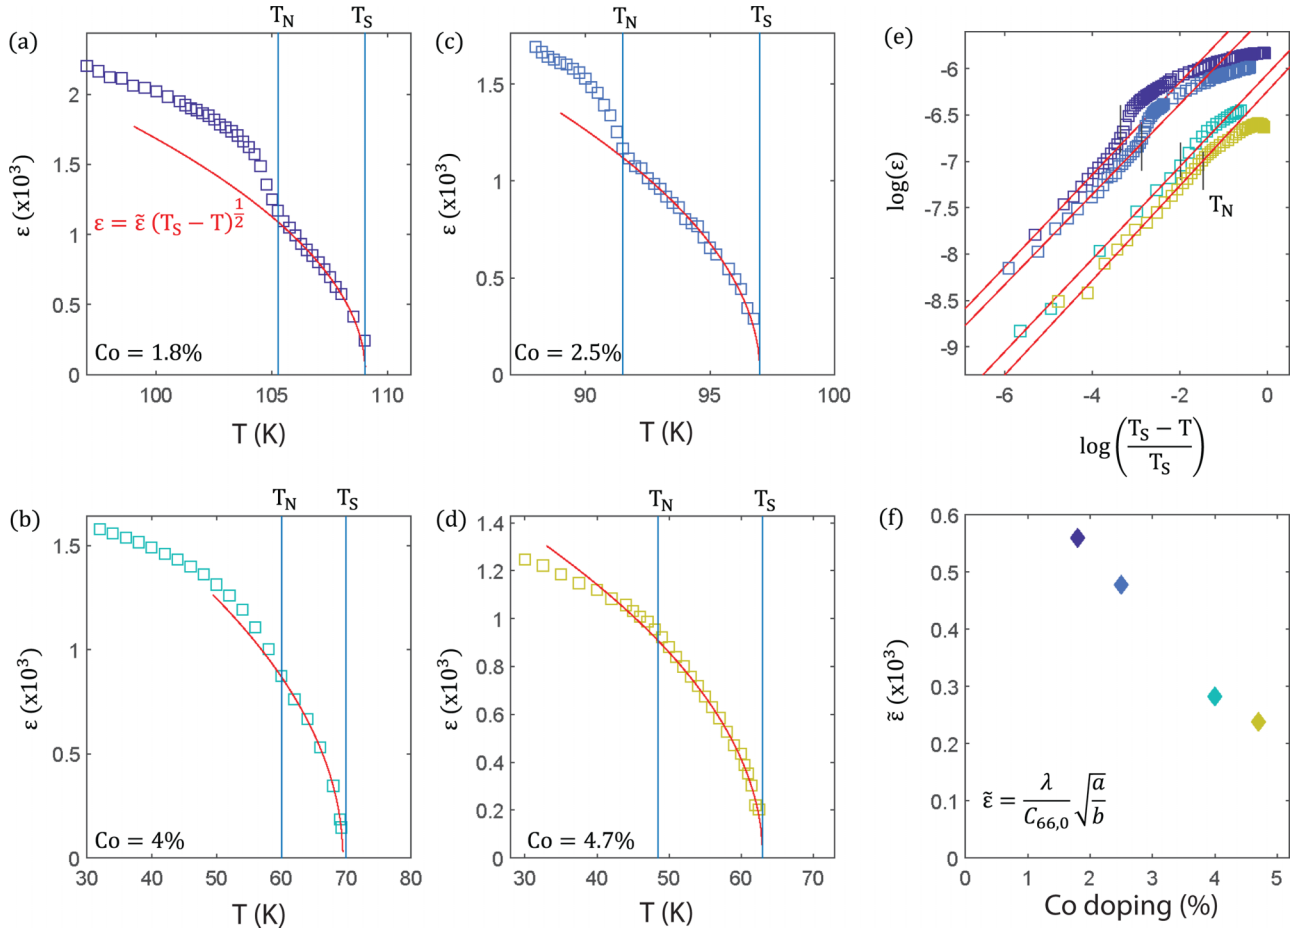 (a)
T_N T_S
2
1.5
1
0.5
0
ε (x10³)
ε = ε̃ (T_S − T)^{1/2}
Co = 1.8%
100 105 110
T (K)
(c)
T_N T_S
1.5
1
0.5
0
ε (x10³)
Co = 2.5%
90 95 100
T (K)
(e)
-6
-6.5
-7
-7.5
-8
-8.5
-9
log(ε)
T_N
-6 -4 -2 0
log((T_S − T)/T_S)
(b)
T_N T_S
1.5
1
0.5
0
ε (x10³)
Co = 4%
30 40 50 60 70 80
T (K)
(d)
T_N T_S
1.4
1.2
1
0.8
0.6
0.4
0.2
0
ε (x10³)
Co = 4.7%
30 40 50 60 70
T (K)
(f)
0.6
0.5
0.4
0.3
0.2
0.1
0
ε̃ (x10³)
ε̃ = λ/C_{66,0} √(a/b)
0 1 2 3 4 5
Co doping (%)